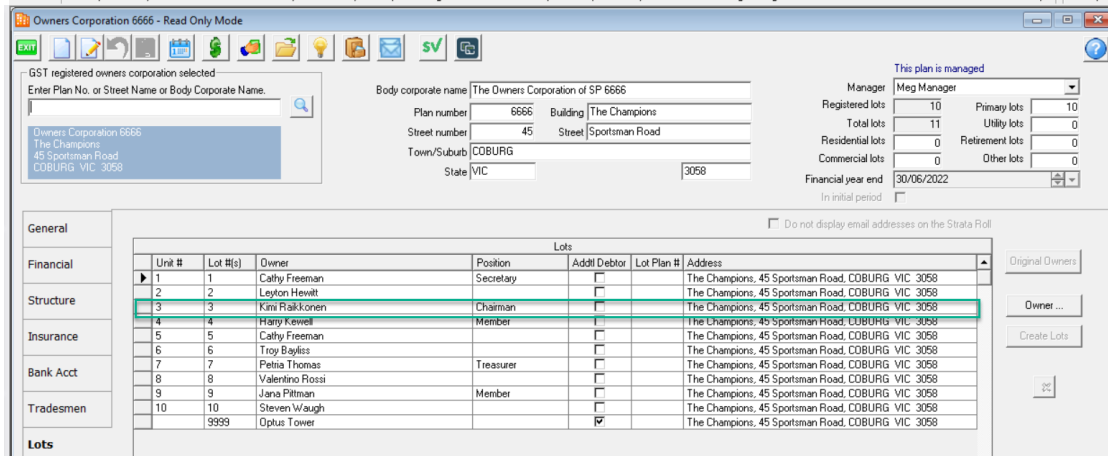 Owners Corporation 6666 - Read Only Mode
EXIT
GST registered owners corporation selected
Enter Plan No. or Street Name or Body Corporate Name.
Owners Corporation 6666
The Champions
45 Sportsman Road
COBURG VIC 3058
Body corporate name The Owners Corporation of SP 6666
Plan number 6666 Building The Champions
Street number 45 Street Sportsman Road
Town/Suburb COBURG
State VIC 3058
This plan is managed
Manager Meg Manager
Registered lots 10 Primary lots 10
Total lots 11 Utility lots 0
Residential lots 0 Retirement lots 0
Commercial lots 0 Other lots 0
Financial year end 30/06/2022
In initial period
Do not display email addresses on the Strata Roll
General
Financial
Structure
Insurance
Bank Acct
Tradesmen
Lots
Lots
Unit # Lot #(s) Owner Position Addtl Debtor Lot Plan # Address
1 1 Cathy Freeman Secretary The Champions, 45 Sportsman Road, COBURG VIC 3058
2 2 Leyton Hewitt The Champions, 45 Sportsman Road, COBURG VIC 3058
3 3 Kimi Raikkonen Chairman The Champions, 45 Sportsman Road, COBURG VIC 3058
4 4 Harry Kewell Member The Champions, 45 Sportsman Road, COBURG VIC 3058
5 5 Cathy Freeman The Champions, 45 Sportsman Road, COBURG VIC 3058
6 6 Troy Bayliss The Champions, 45 Sportsman Road, COBURG VIC 3058
7 7 Petria Thomas Treasurer The Champions, 45 Sportsman Road, COBURG VIC 3058
8 8 Valentino Rossi The Champions, 45 Sportsman Road, COBURG VIC 3058
9 9 Jana Pittman Member The Champions, 45 Sportsman Road, COBURG VIC 3058
10 10 Steven Waugh The Champions, 45 Sportsman Road, COBURG VIC 3058
9999 Optus Tower The Champions, 45 Sportsman Road, COBURG VIC 3058
Original Owners
Owner ...
Create Lots